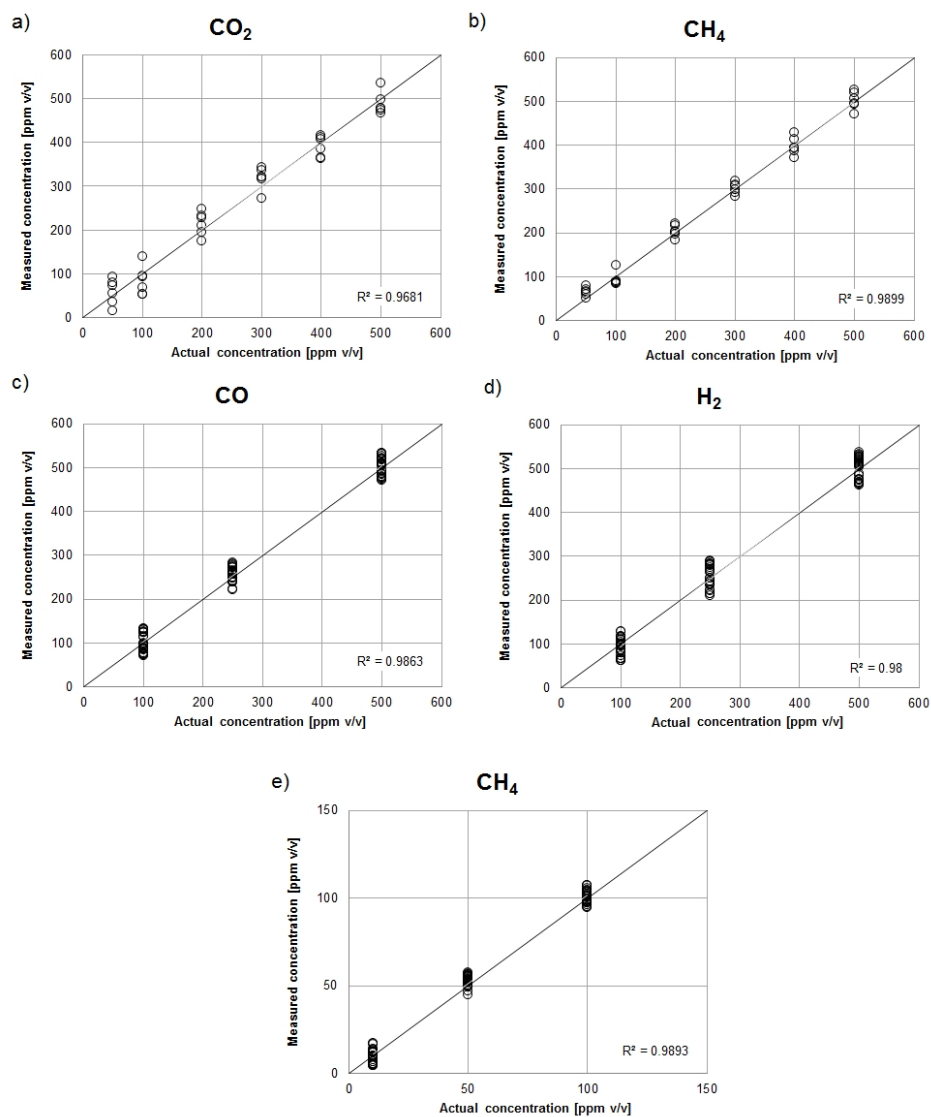 a)
CO₂
Measured concentration [ppm v/v]
600
500
400
300
200
100
0
R² = 0.9681
0 100 200 300 400 500 600
Actual concentration [ppm v/v]
b)
CH₄
Measured concentration [ppm v/v]
600
500
400
300
200
100
0
R² = 0.9899
0 100 200 300 400 500 600
Actual concentration [ppm v/v]
c)
CO
Measured concentration [ppm v/v]
600
500
400
300
200
100
0
R² = 0.9863
0 100 200 300 400 500 600
Actual concentration [ppm v/v]
d)
H₂
Measured concentration [ppm v/v]
600
500
400
300
200
100
0
R² = 0.98
0 100 200 300 400 500 600
Actual concentration [ppm v/v]
e)
CH₄
Measured concentration [ppm v/v]
150
100
50
0
R² = 0.9893
0 50 100 150
Actual concentration [ppm v/v]